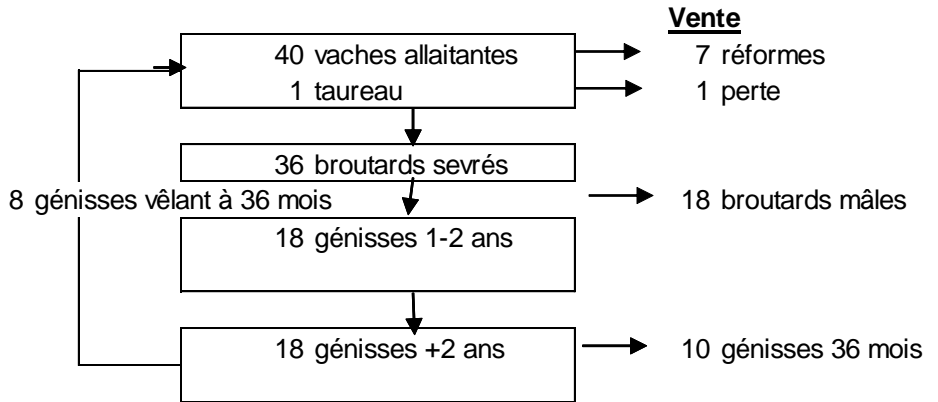 Vente
40 vaches allaitantes
7 réformes
1 taureau
1 perte
36 broutards sevrés
8 génisses vêlant à 36 mois
18 broutards mâles
18 génisses 1-2 ans
18 génisses +2 ans
10 génisses 36 mois